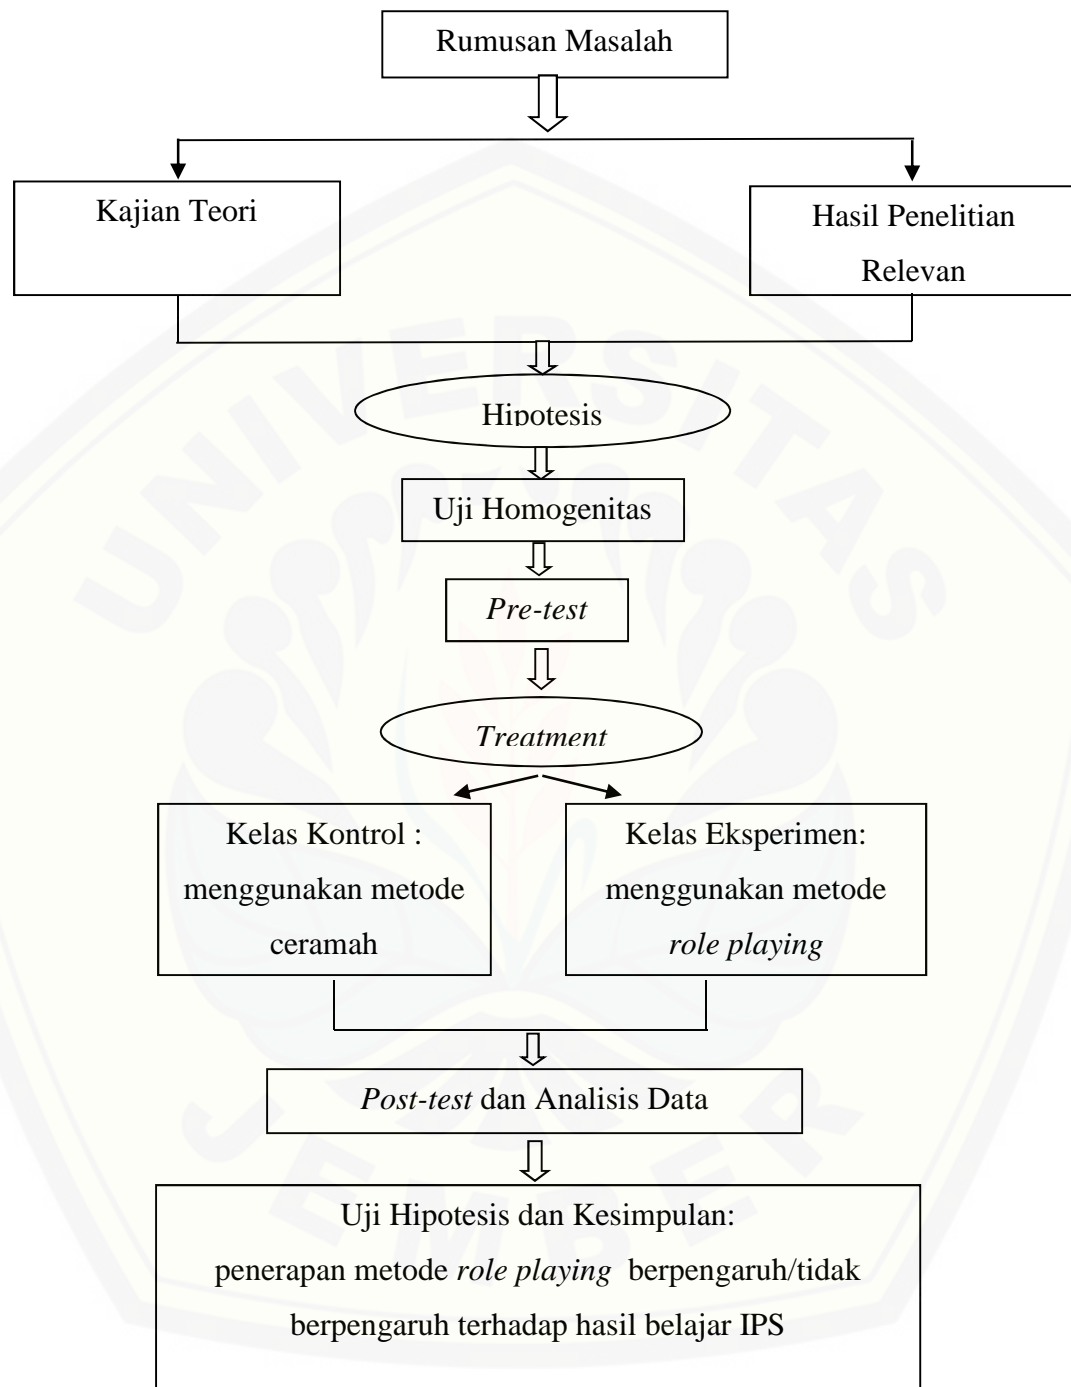 Rumusan Masalah
Kajian Teori
Hasil Penelitian
Relevan
Hipotesis
Uji Homogenitas
Pre-test
Treatment
Kelas Kontrol :
menggunakan metode
ceramah
Kelas Eksperimen:
menggunakan metode
role playing
Post-test dan Analisis Data
Uji Hipotesis dan Kesimpulan:
penerapan metode role playing berpengaruh/tidak
berpengaruh terhadap hasil belajar IPS
UNIVERSITAS
JEMBER